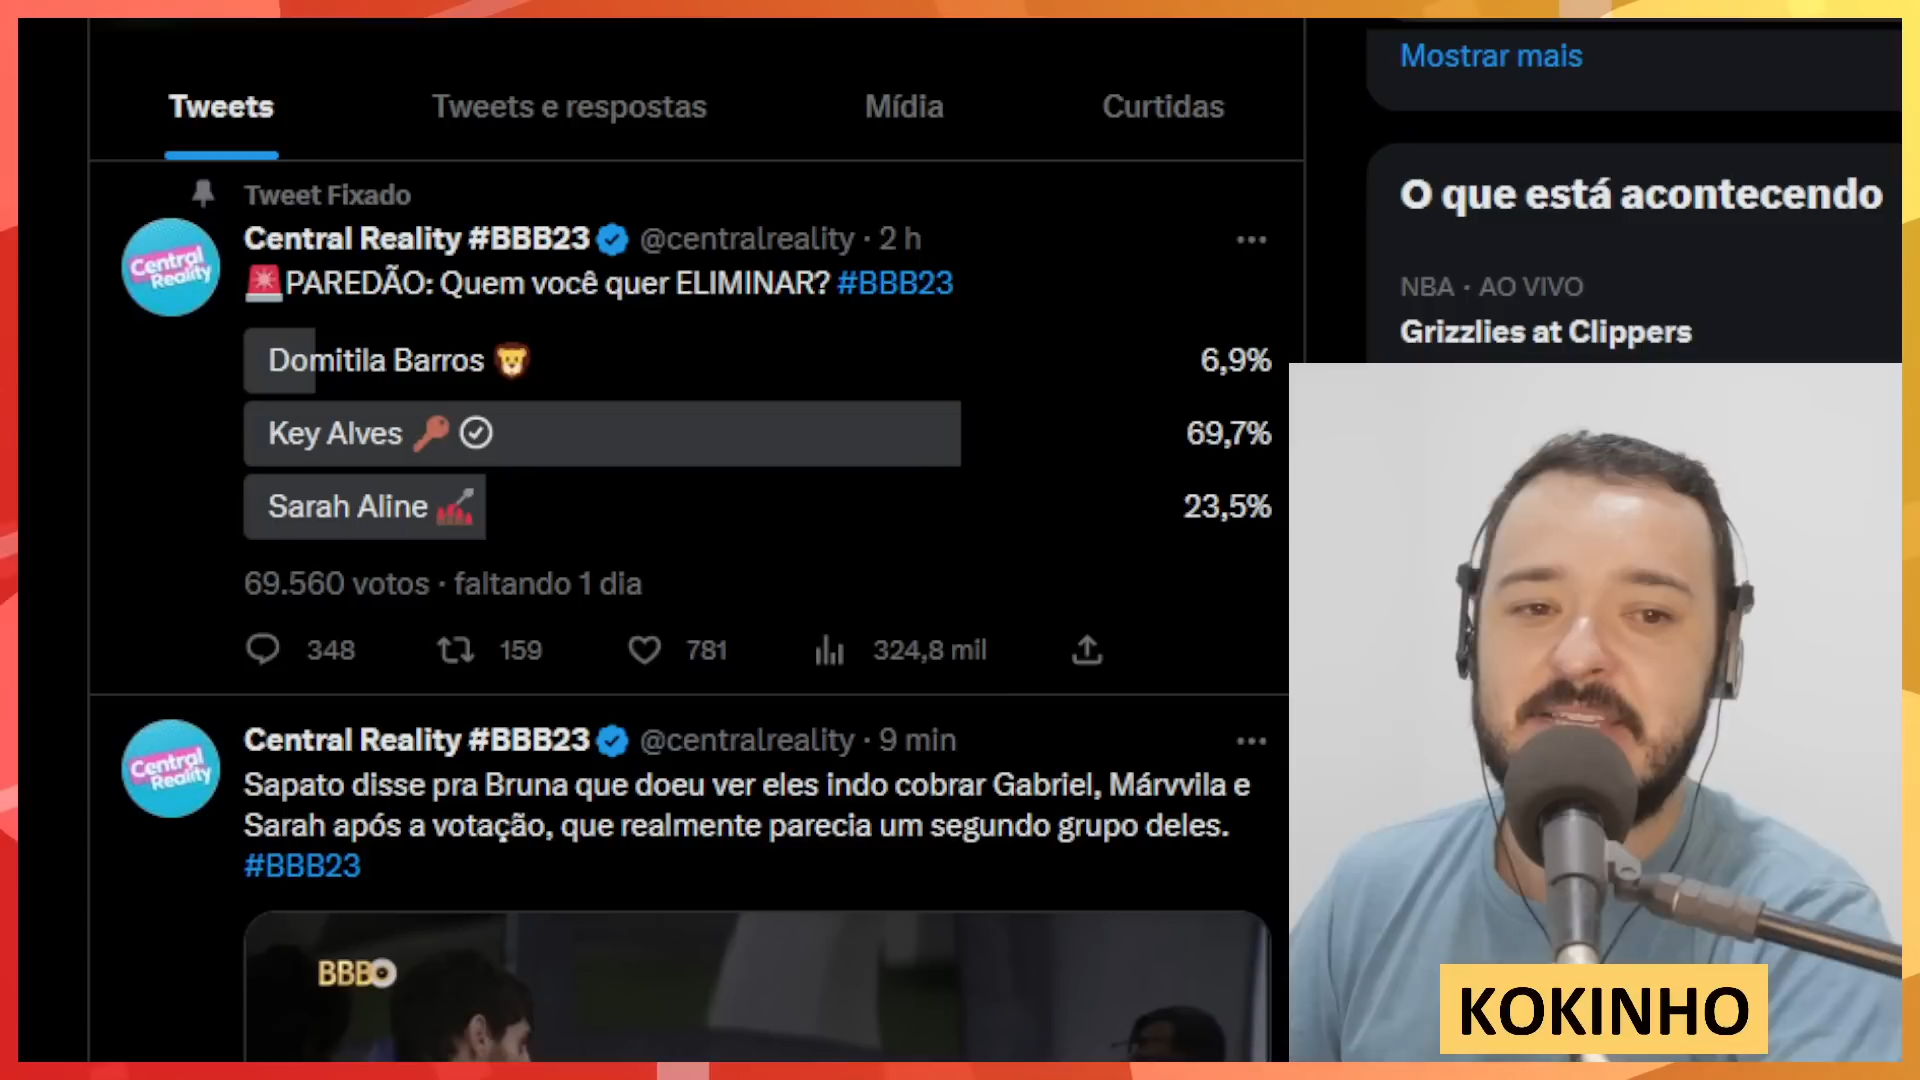 Tweets
Tweets e respostas
Mídia
Curtidas
Tweet Fixado
Central Reality
Central Reality #BBB23 @centralreality · 2 h
PAREDÃO: Quem você quer ELIMINAR? #BBB23
Domitila Barros 6,9%
Key Alves 69,7%
Sarah Aline 23,5%
69.560 votos · faltando 1 dia
348 159 781 324,8 mil
Central Reality
Central Reality #BBB23 @centralreality · 9 min
Sapato disse pra Bruna que doeu ver eles indo cobrar Gabriel, Márvvila e
Sarah após a votação, que realmente parecia um segundo grupo deles.
#BBB23
BBB
Mostrar mais
O que está acontecendo
NBA · AO VIVO
Grizzlies at Clippers
KOKINHO